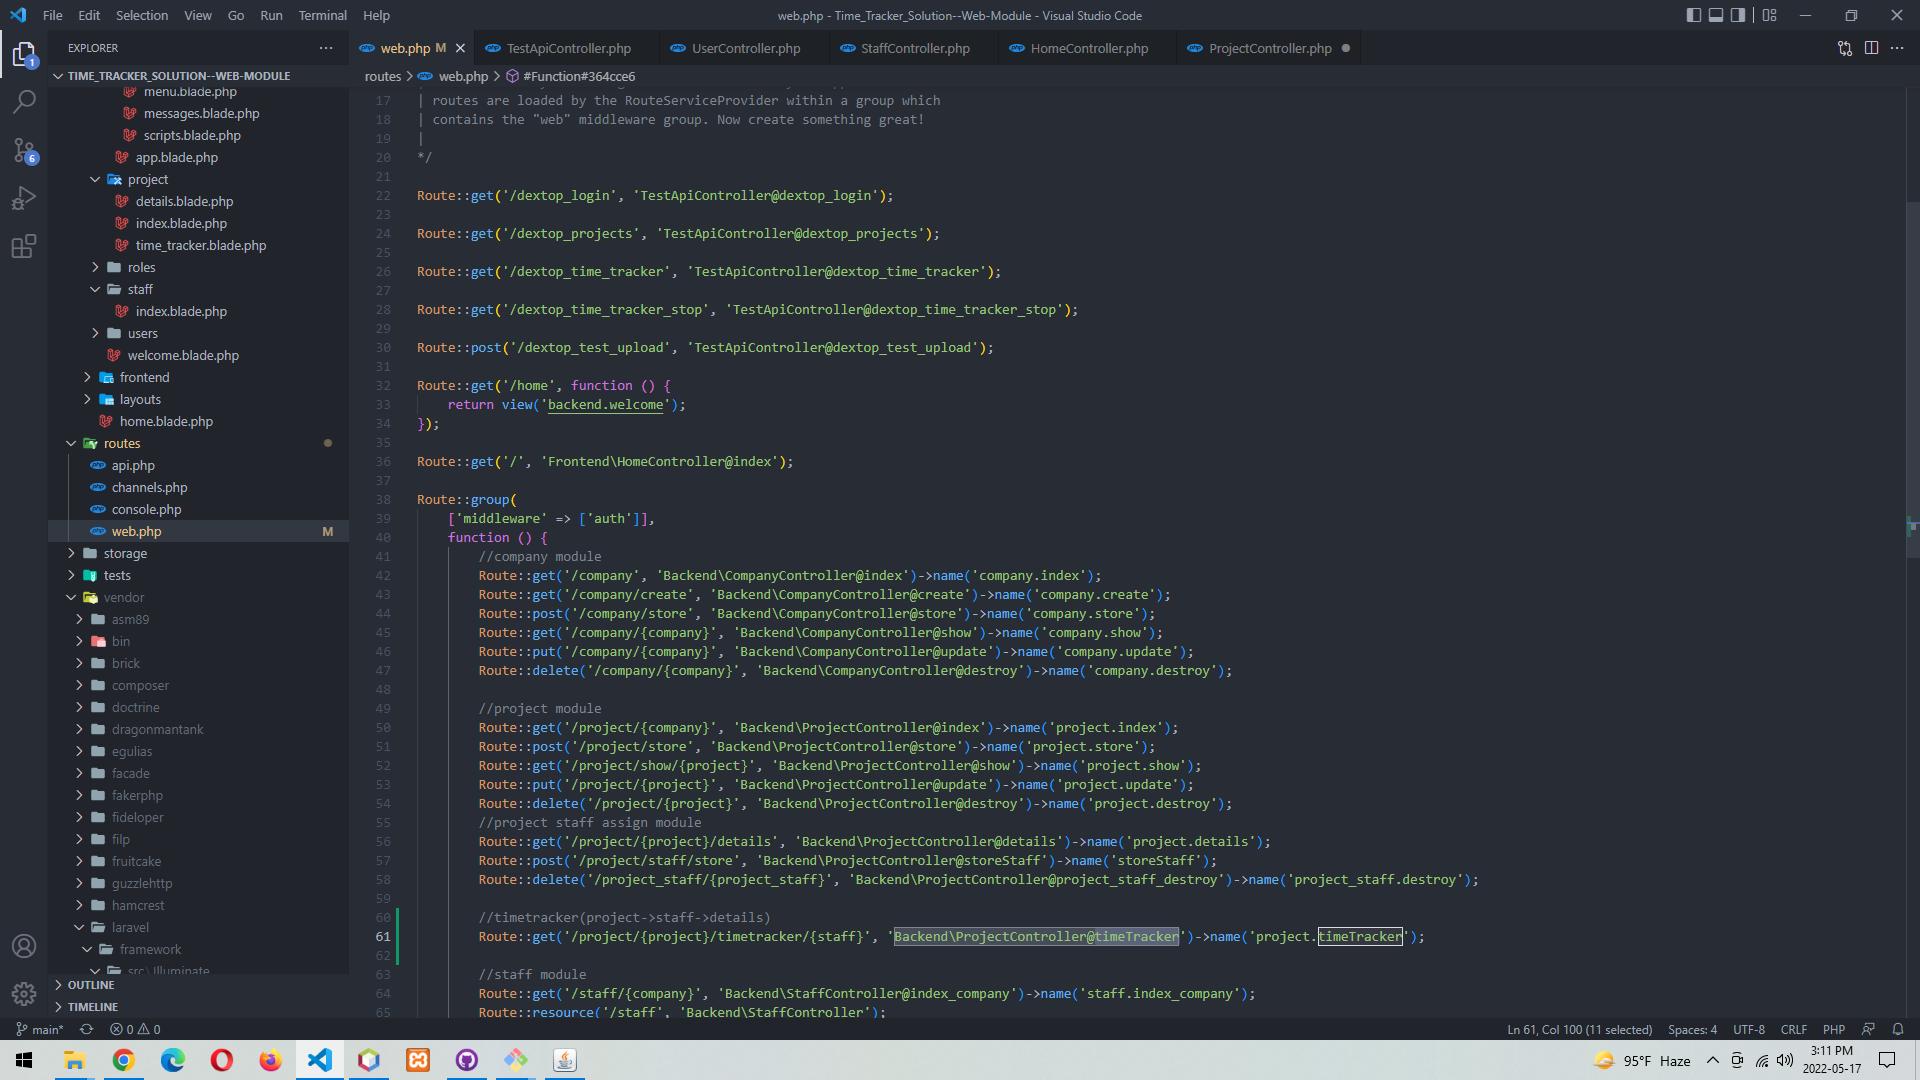 File Edit Selection View Go Run Terminal Help
web.php - Time_Tracker_Solution--Web-Module - Visual Studio Code
EXPLORER
TIME_TRACKER_SOLUTION--WEB-MODULE
menu.blade.php
messages.blade.php
scripts.blade.php
app.blade.php
project
details.blade.php
index.blade.php
time_tracker.blade.php
roles
staff
index.blade.php
users
welcome.blade.php
frontend
layouts
home.blade.php
routes
api.php
channels.php
console.php
web.php M
storage
tests
vendor
asm89
bin
brick
composer
doctrine
dragonmantank
egulias
facade
fakerphp
fideloper
filp
fruitcake
guzzlehttp
hamcrest
laravel
framework
src\Illuminate
OUTLINE
TIMELINE
web.php M TestApiController.php UserController.php StaffController.php HomeController.php ProjectController.php
routes > web.php > #Function#364cce6
17 | routes are loaded by the RouteServiceProvider within a group which
18 | contains the "web" middleware group. Now create something great!
19 |
20 */
21
22 Route::get('/dextop_login', 'TestApiController@dextop_login');
23
24 Route::get('/dextop_projects', 'TestApiController@dextop_projects');
25
26 Route::get('/dextop_time_tracker', 'TestApiController@dextop_time_tracker');
27
28 Route::get('/dextop_time_tracker_stop', 'TestApiController@dextop_time_tracker_stop');
29
30 Route::post('/dextop_test_upload', 'TestApiController@dextop_test_upload');
31
32 Route::get('/home', function () {
33 return view('backend.welcome');
34 });
35
36 Route::get('/', 'Frontend\HomeController@index');
37
38 Route::group(
39 ['middleware' => ['auth']],
40 function () {
41 //company module
42 Route::get('/company', 'Backend\CompanyController@index')->name('company.index');
43 Route::get('/company/create', 'Backend\CompanyController@create')->name('company.create');
44 Route::post('/company/store', 'Backend\CompanyController@store')->name('company.store');
45 Route::get('/company/{company}', 'Backend\CompanyController@show')->name('company.show');
46 Route::put('/company/{company}', 'Backend\CompanyController@update')->name('company.update');
47 Route::delete('/company/{company}', 'Backend\CompanyController@destroy')->name('company.destroy');
48
49 //project module
50 Route::get('/project/{company}', 'Backend\ProjectController@index')->name('project.index');
51 Route::post('/project/store', 'Backend\ProjectController@store')->name('project.store');
52 Route::get('/project/show/{project}', 'Backend\ProjectController@show')->name('project.show');
53 Route::put('/project/{project}', 'Backend\ProjectController@update')->name('project.update');
54 Route::delete('/project/{project}', 'Backend\ProjectController@destroy')->name('project.destroy');
55 //project staff assign module
56 Route::get('/project/{project}/details', 'Backend\ProjectController@details')->name('project.details');
57 Route::post('/project/staff/store', 'Backend\ProjectController@storeStaff')->name('storeStaff');
58 Route::delete('/project_staff/{project_staff}', 'Backend\ProjectController@project_staff_destroy')->name('project_staff.destroy');
59
60 //timetracker(project->staff->details)
61 Route::get('/project/{project}/timetracker/{staff}', 'Backend\ProjectController@timeTracker')->name('project.timeTracker');
62
63 //staff module
64 Route::get('/staff/{company}', 'Backend\StaffController@index_company')->name('staff.index_company');
65 Route::resource('/staff', 'Backend\StaffController');
1
6
main* 0 0
Ln 61, Col 100 (11 selected) Spaces: 4 UTF-8 CRLF PHP
95°F Haze
3:11 PM
2022-05-17